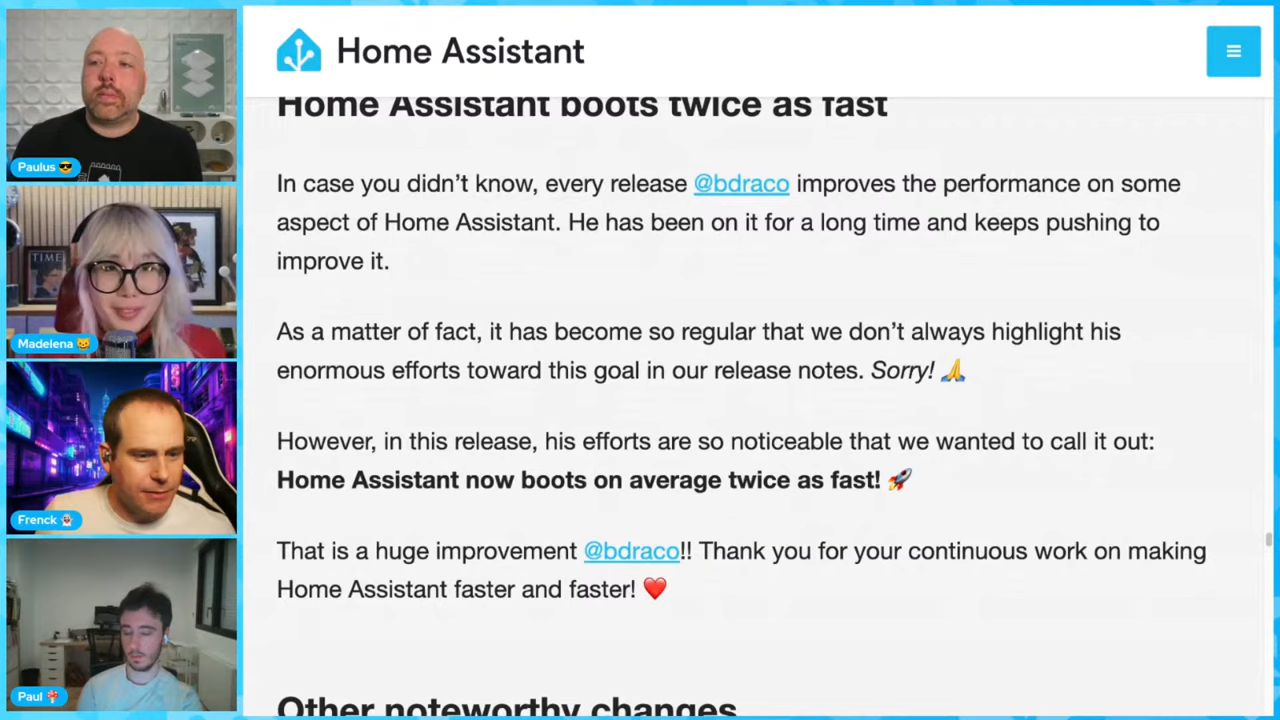 Paulus 😎
TIME
Madelena 🐱
Frenck 👻
Paul 🍄
Home Assistant
Home Assistant boots twice as fast
In case you didn’t know, every release @bdraco improves the performance on some
aspect of Home Assistant. He has been on it for a long time and keeps pushing to
improve it.
As a matter of fact, it has become so regular that we don’t always highlight his
enormous efforts toward this goal in our release notes. Sorry! 🙏
However, in this release, his efforts are so noticeable that we wanted to call it out:
Home Assistant now boots on average twice as fast! 🚀
That is a huge improvement @bdraco!! Thank you for your continuous work on making
Home Assistant faster and faster! ❤️
Other noteworthy changes